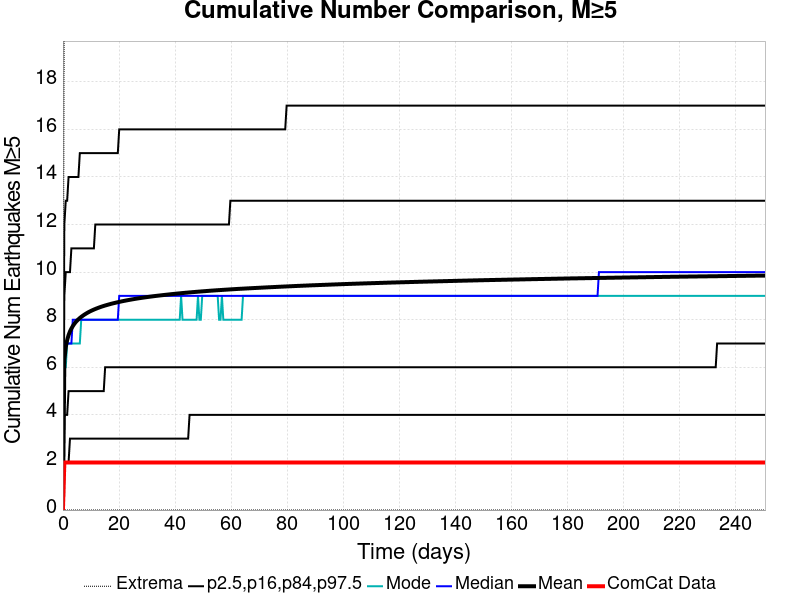 Cumulative Number Comparison, M≥5
Cumulative Num Earthquakes M≥5
18
16
14
12
10
8
6
4
2
0
0 20 40 60 80 100 120 140 160 180 200 220 240
Time (days)
Extrema p2.5,p16,p84,p97.5 Mode Median Mean ComCat Data